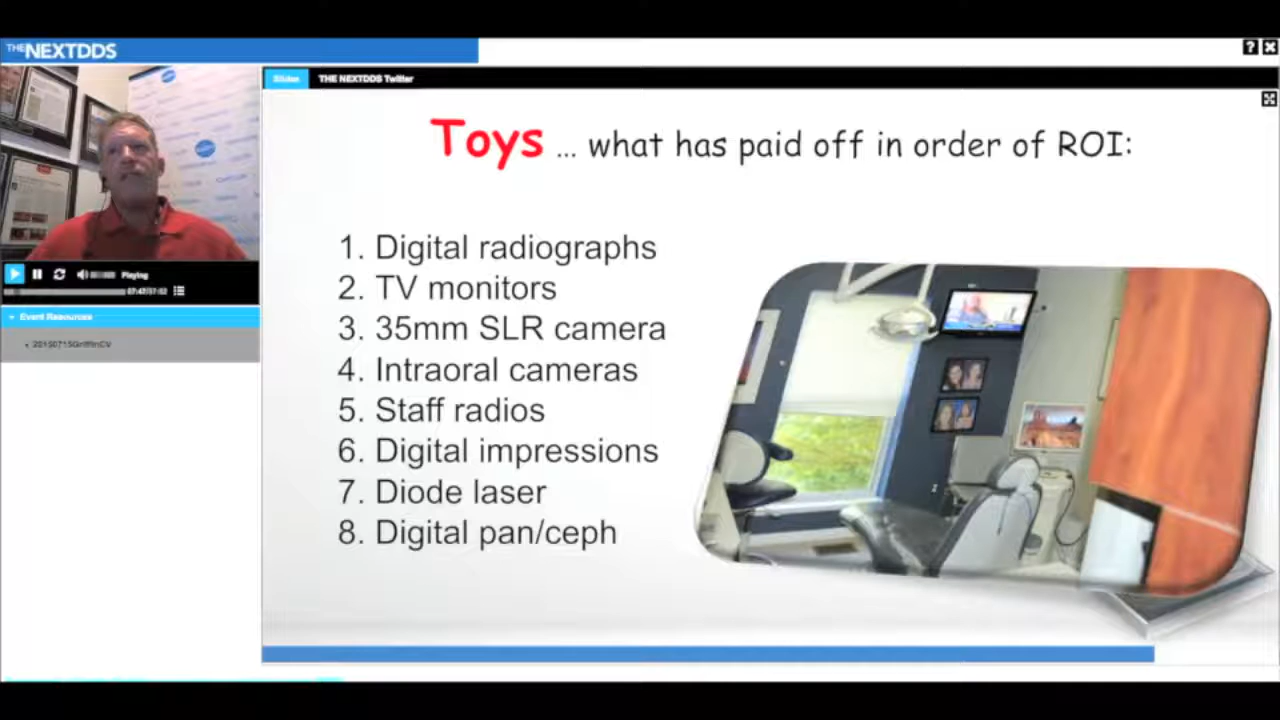 THE NEXTDDS
Slides THE NEXTDDS Twitter
Toys ... what has paid off in order of ROI:
1. Digital radiographs
2. TV monitors
3. 35mm SLR camera
4. Intraoral cameras
5. Staff radios
6. Digital impressions
7. Diode laser
8. Digital pan/ceph
Playing
Event Resources